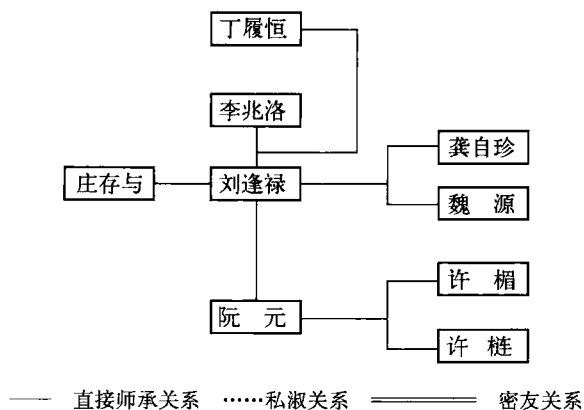 丁履恒
李兆洛
龚自珍
庄存与 刘逢禄
魏 源
许 楣
阮 元
许 梿
直接师承关系 ······私淑关系 密友关系